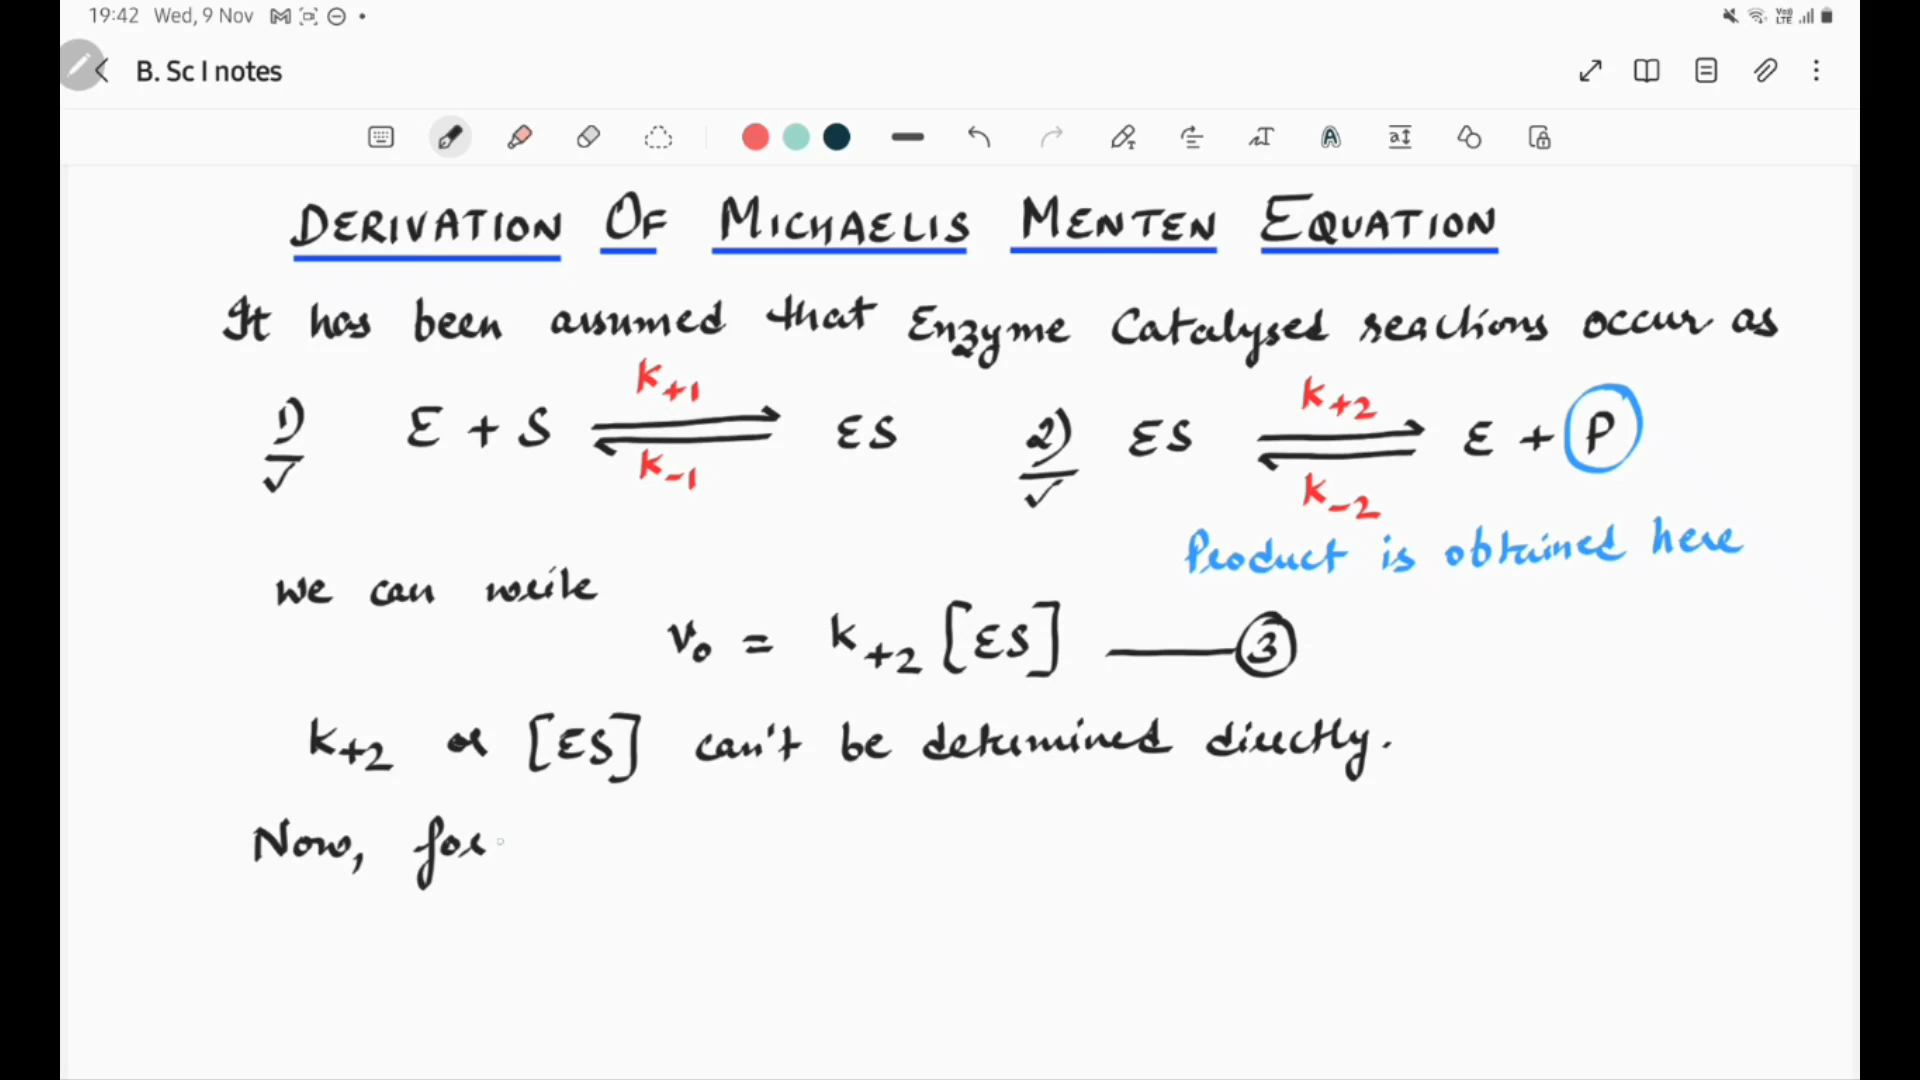 19:42 Wed, 9 Nov
B. Sc I notes
DERIVATION OF MICHAELIS MENTEN EQUATION
It has been assumed that Enzyme Catalysed reactions occur as
1) E + S ⇌ ES k+1 k-1 2) ES ⇌ E + P k+2 k-2
Product is obtained here
we can write
v₀ = k+2 [ES] — 3
k+2 or [ES] can't be determined directly.
Now, for